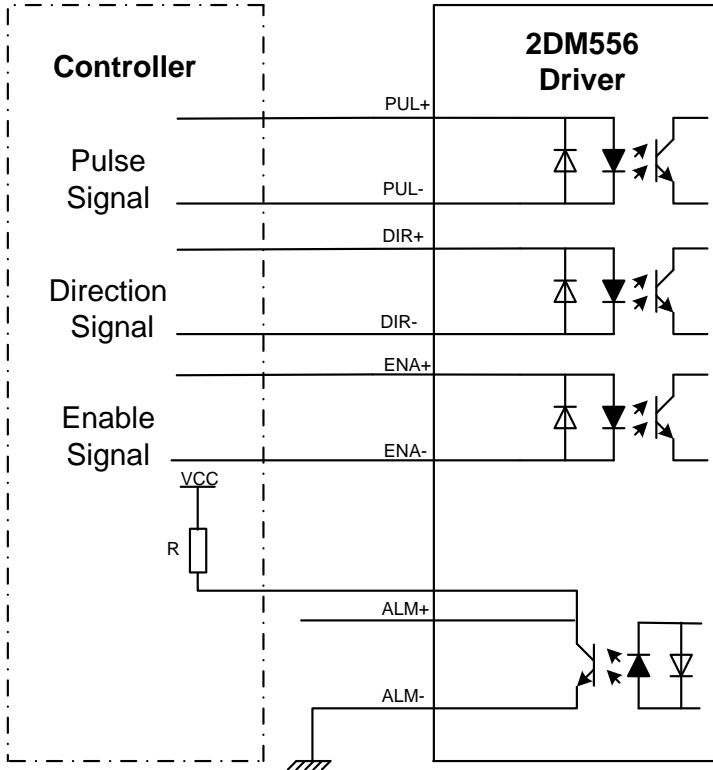 Controller
2DM556
Driver
PUL+
Pulse
Signal
PUL-
DIR+
Direction
Signal
DIR-
ENA+
Enable
Signal
ENA-
VCC
R
ALM+
ALM-